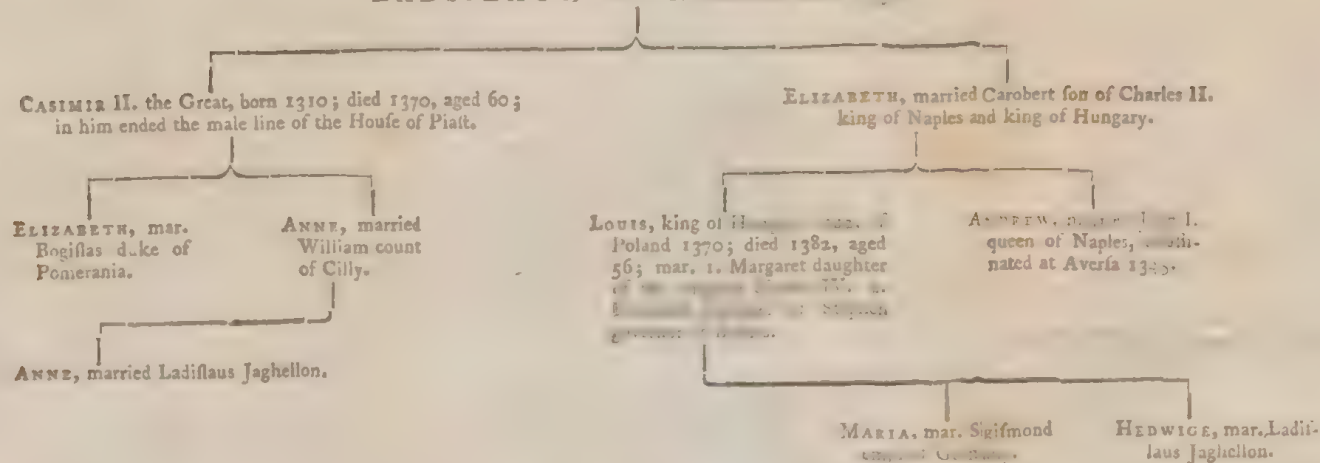 CASIMIR II. the Great, born 1310; died 1370, aged 60;
in him ended the male line of the Houſe of Piaſt.
ELIZABETH, married Carobert ſon of Charles II.
king of Naples and king of Hungary.
ELIZABETH, mar.
Bogiſlas duke of
Pomerania.
ANNE, married
William count
of Cilly.
LOUIS, king of
Poland 1370; died 1382, aged
56; mar. 1. Margaret daughter
queen of Naples,
nated at Averſa
ANNE, married Ladiſlaus Jaghellon.
MARIA, mar. Sigiſmond
HEDWIGE, mar. Ladiſ-
laus Jaghellon.